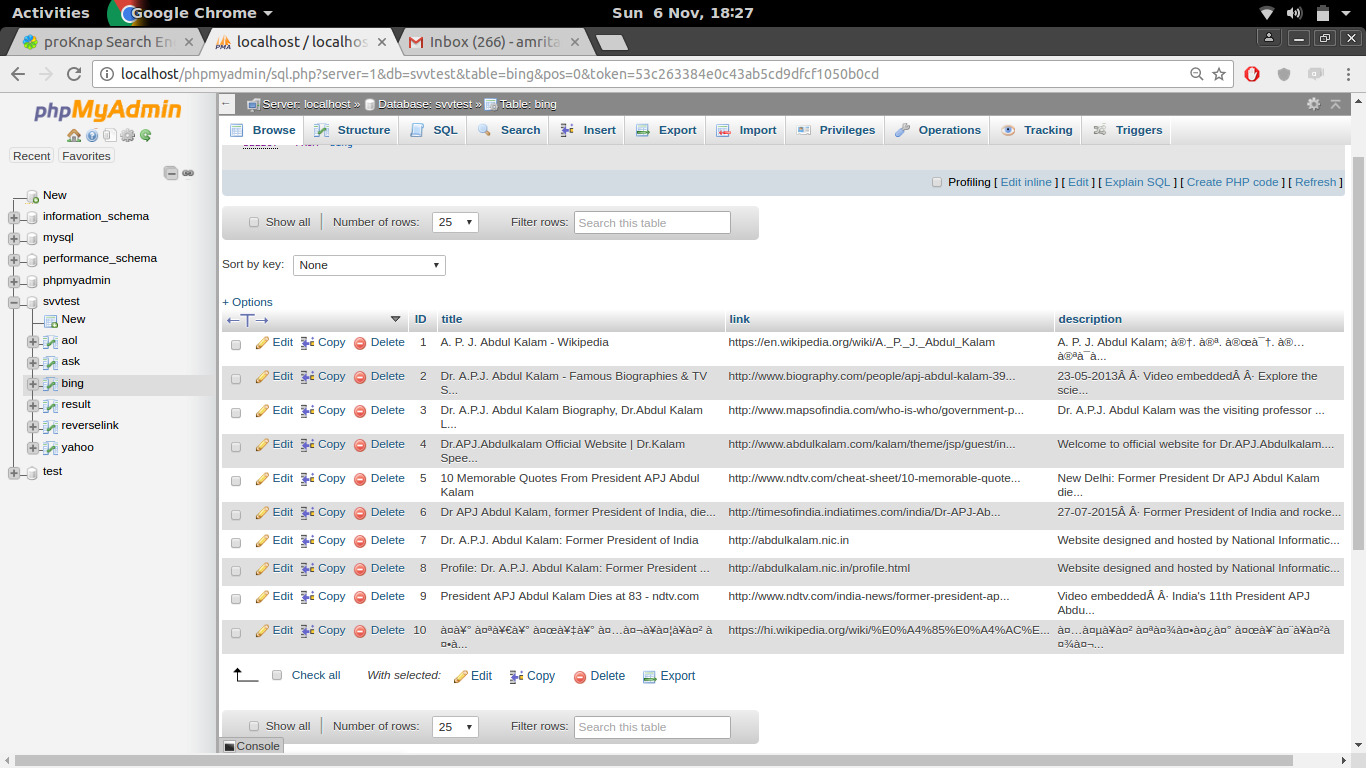 Activities Google Chrome Sun 6 Nov, 18:27
proKnap Search En
localhost / localhos
Inbox (266) - amrita
localhost/phpmyadmin/sql.php?server=1&db=svvtest&table=bing&pos=0&token=53c263384e0c43ab5cd9dfcf1050b0cd
phpMyAdmin
Recent Favorites
New
information_schema
mysql
performance_schema
phpmyadmin
svvtest
New
aol
ask
bing
result
reverselink
yahoo
test
Server: localhost » Database: svvtest » Table: bing
Browse Structure SQL Search Insert Export Import Privileges Operations Tracking Triggers
Profiling [ Edit inline ] [ Edit ] [ Explain SQL ] [ Create PHP code ] [ Refresh ]
Show all Number of rows: 25 Filter rows: Search this table
Sort by key: None
+ Options
←T→ ID title link description
Edit Copy Delete 1 A. P. J. Abdul Kalam - Wikipedia https://en.wikipedia.org/wiki/A._P._J._Abdul_Kalam A. P. J. Abdul Kalam; à®†. à®ª. à®œà¯†. à®…
à®ªà¯à...
Edit Copy Delete 2 Dr. A.P.J. Abdul Kalam - Famous Biographies & TV http://www.biography.com/people/apj-abdul-kalam-39... 23-05-2013Â Â· Video embeddedÂ Â· Explore the
S... scie...
Edit Copy Delete 3 Dr. A.P.J. Abdul Kalam Biography, Dr.Abdul Kalam http://www.mapsofindia.com/who-is-who/government-p... Dr. A.P.J. Abdul Kalam was the visiting professor ...
L...
Edit Copy Delete 4 Dr.APJ.Abdulkalam Official Website | Dr.Kalam http://www.abdulkalam.com/kalam/theme/jsp/guest/in... Welcome to official website for Dr.APJ.Abdulkalam....
Spee...
Edit Copy Delete 5 10 Memorable Quotes From President APJ Abdul http://www.ndtv.com/cheat-sheet/10-memorable-quote... New Delhi: Former President Dr APJ Abdul Kalam
Kalam die...
Edit Copy Delete 6 Dr APJ Abdul Kalam, former President of India, die... http://timesofindia.indiatimes.com/india/Dr-APJ-Ab... 27-07-2015Â Â· Former President of India and rocke...
Edit Copy Delete 7 Dr. A.P.J. Abdul Kalam: Former President of India http://abdulkalam.nic.in Website designed and hosted by National Informatic...
Edit Copy Delete 8 Profile: Dr. A.P.J. Abdul Kalam: Former President ... http://abdulkalam.nic.in/profile.html Website designed and hosted by National Informatic...
Edit Copy Delete 9 President APJ Abdul Kalam Dies at 83 - ndtv.com http://www.ndtv.com/india-news/former-president-ap... Video embeddedÂ Â· India's 11th President APJ
Abdu...
Edit Copy Delete 10 https://hi.wikipedia.org/wiki/%E0%A4%85%E0%A4%AC%E...
Check all With selected: Edit Copy Delete Export
Show all Number of rows: 25 Filter rows: Search this table
Console